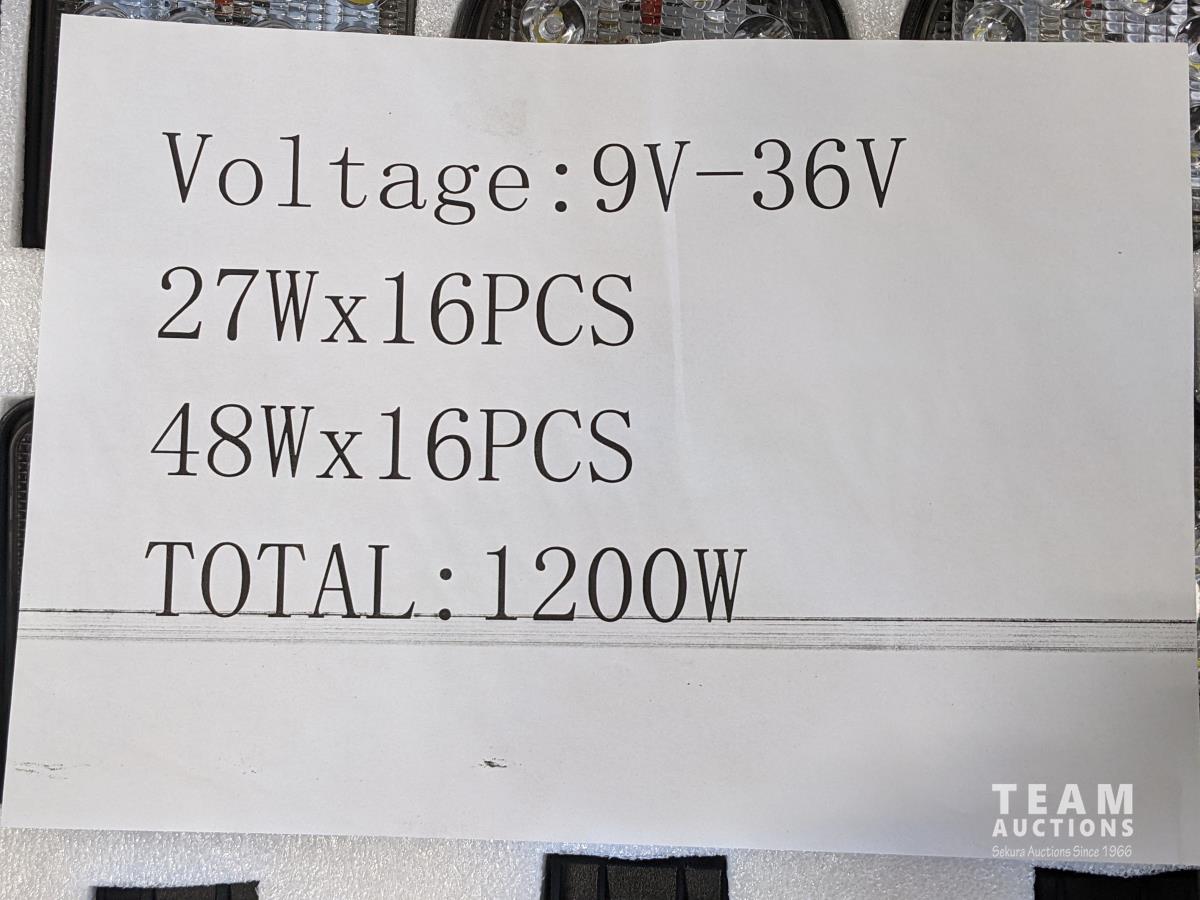 Voltage:9V-36V
27Wx16PCS
48Wx16PCS
TOTAL:1200W
TEAM
AUCTIONS
Sekura Auctions Since 1966